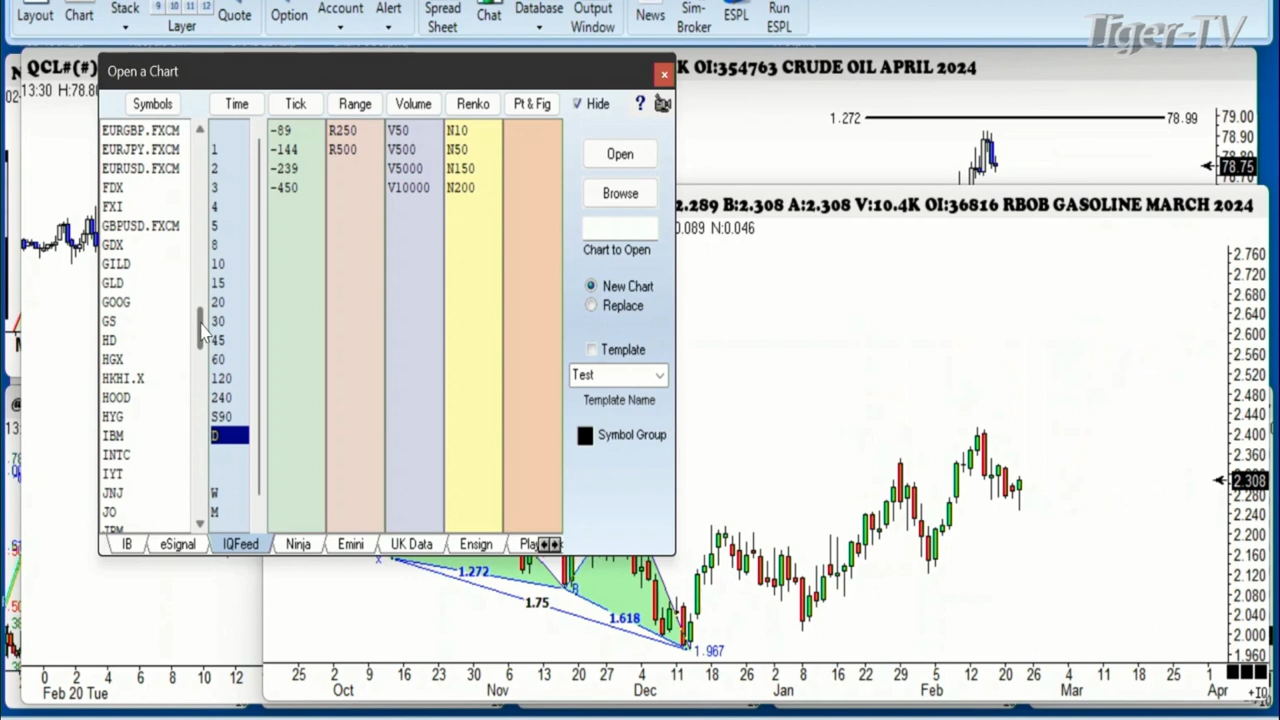 Layout
Chart
Stack
9 10 11 12
Layer
Quote
Option
Account
Alert
Spread
Sheet
Chat
Database
Output
Window
News
Sim-
Broker
ESPL
Run
ESPL
Tiger-TV
QCL#(#)
13:30 H:78.8
K OI:354763 CRUDE OIL APRIL 2024
1.272
78.99
79.00
78.90
78.75
Open a Chart
Symbols
Time
Tick
Range
Volume
Renko
Pt & Fig
Hide
?
EURGBP.FXCM
EURJPY.FXCM
EURUSD.FXCM
FDX
FXI
GBPUSD.FXCM
GDX
GILD
GLD
GOOG
GS
HD
HGX
HKHI.X
HOOD
HYG
IBM
INTC
IYT
JNJ
JO
JPM
1
2
3
4
5
8
10
15
20
30
45
60
120
240
S90
D
W
M
-89
-144
-239
-450
R250
R500
V50
V500
V5000
V10000
N10
N50
N150
N200
Open
Browse
Chart to Open
New Chart
Replace
Template
Test
Template Name
Symbol Group
IB
eSignal
IQFeed
Ninja
Emini
UK Data
Ensign
2.289 B:2.308 A:2.308 V:10.4K OI:36816 RBOB GASOLINE MARCH 2024
0.089 N:0.046
2.760
2.720
2.680
2.640
2.600
2.560
2.520
2.480
2.440
2.400
2.360
2.308
2.280
2.240
2.200
2.160
2.120
2.080
2.040
2.000
1.960
X
1.272
B
1.75
1.618
1.967
0 2 4 6 8 10 12
Feb 20 Tue
25 2 9 16 23 30 6 13 20 27 4 11 18 26 2 8 16 22 29 5 12 20 26 4 11 18 25 1
Oct Nov Dec Jan Feb Mar Apr
+10